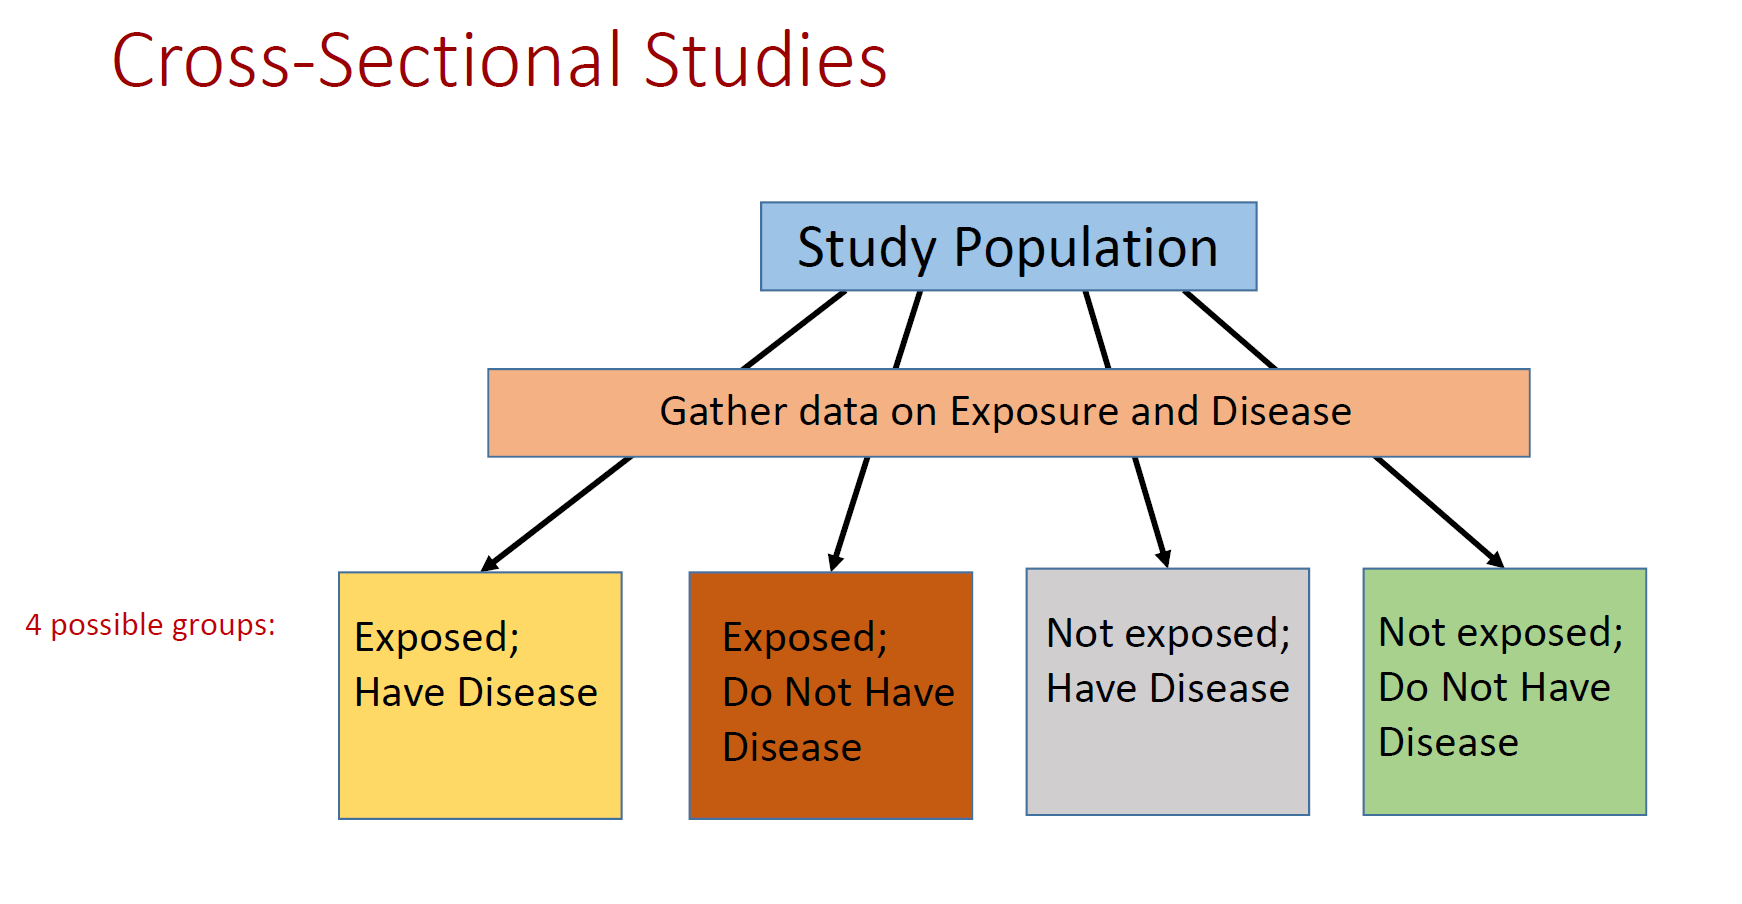 Cross-Sectional Studies
Study Population
Gather data on Exposure and Disease
4 possible groups:
Exposed;
Have Disease
Exposed;
Do Not Have
Disease
Not exposed;
Have Disease
Not exposed;
Do Not Have
Disease